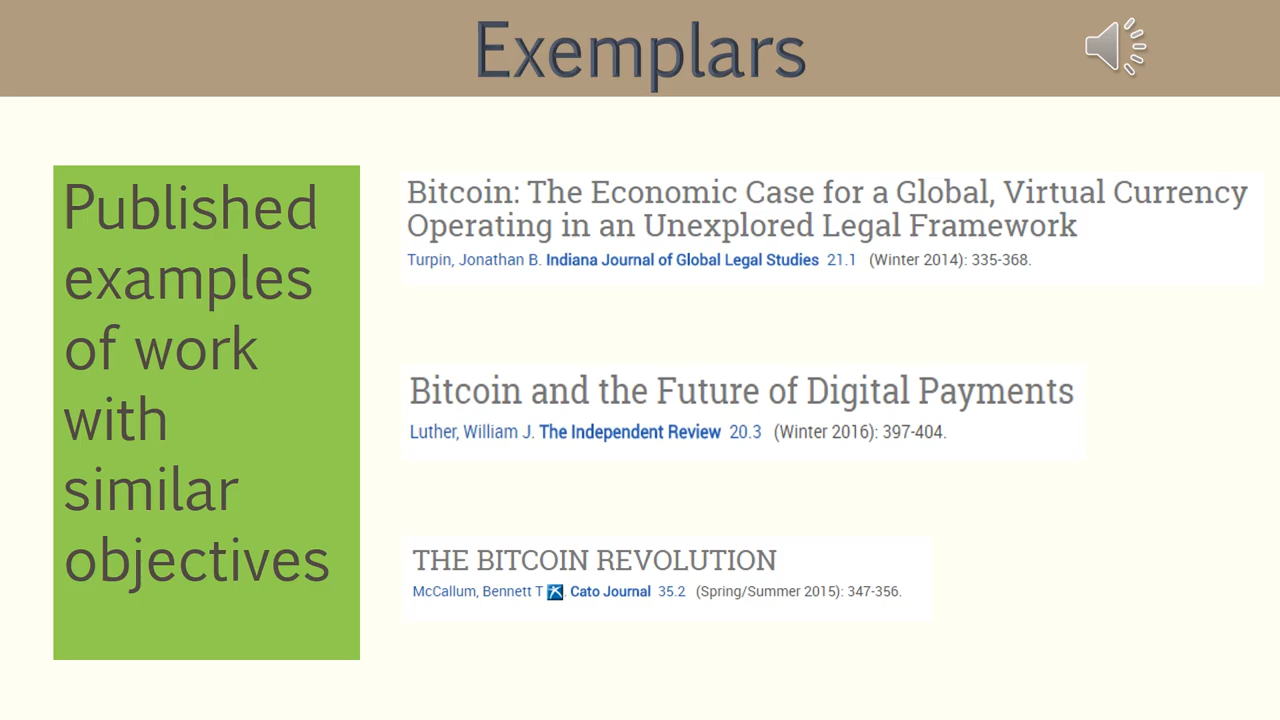 Exemplars
Published
examples
of work
with
similar
objectives
Bitcoin: The Economic Case for a Global, Virtual Currency
Operating in an Unexplored Legal Framework
Turpin, Jonathan B. Indiana Journal of Global Legal Studies 21.1 (Winter 2014): 335-368.
Bitcoin and the Future of Digital Payments
Luther, William J. The Independent Review 20.3 (Winter 2016): 397-404.
THE BITCOIN REVOLUTION
McCallum, Bennett T. Cato Journal 35.2 (Spring/Summer 2015): 347-356.